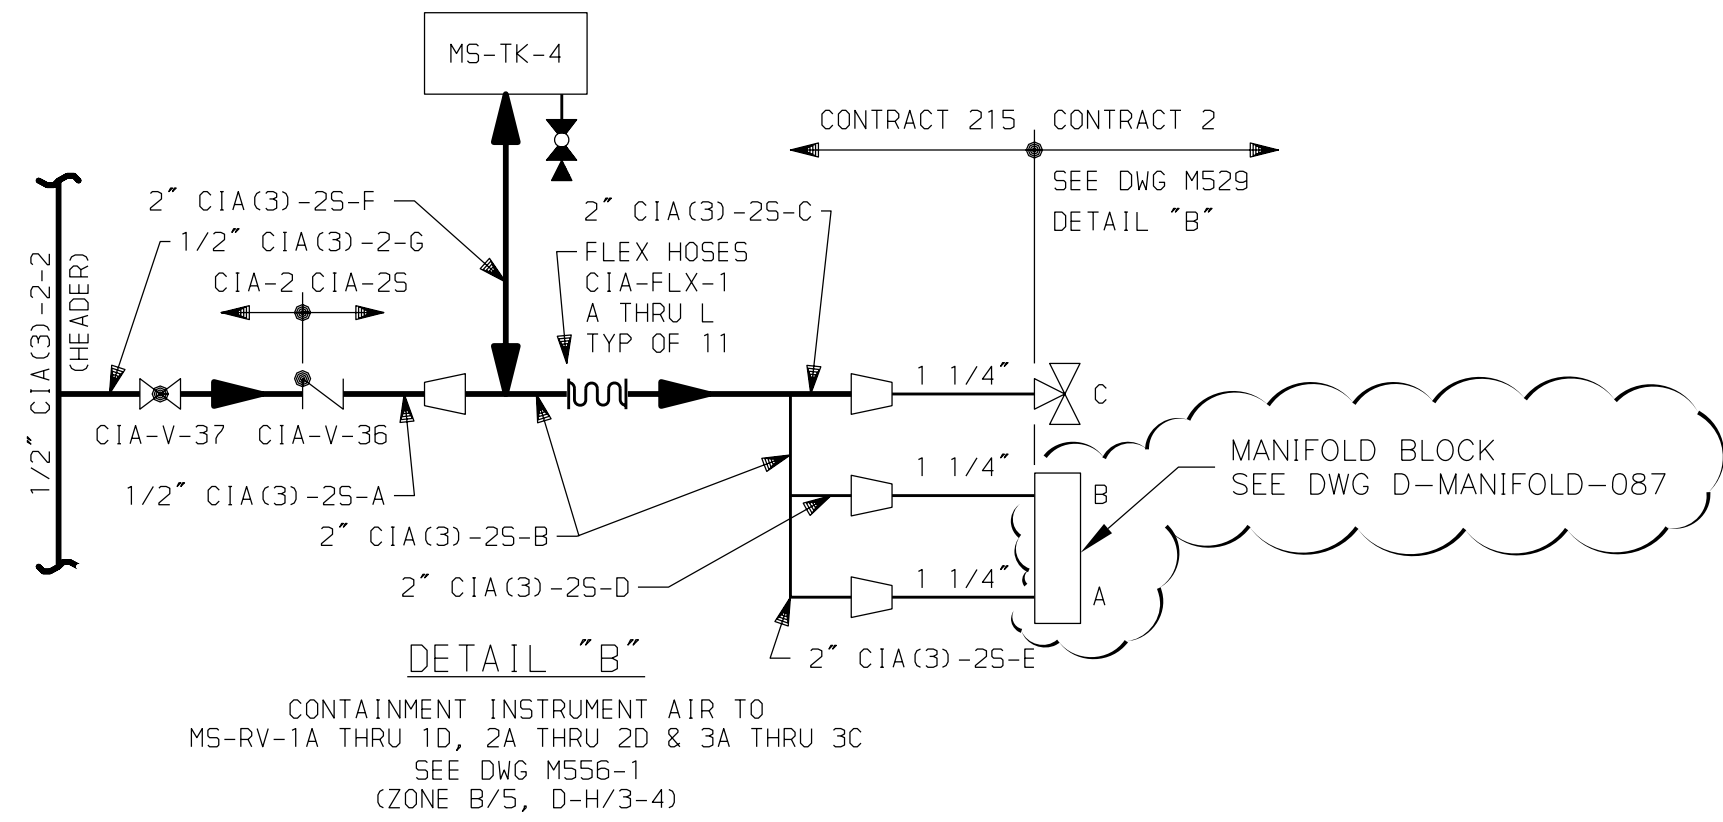 MS-TK-4
CONTRACT 215
CONTRACT 2
SEE DWG M529
DETAIL "B"
2" CIA(3)-2S-F
2" CIA(3)-2S-C
1/2" CIA(3)-2-G
FLEX HOSES
CIA-FLX-1
A THRU L
TYP OF 11
CIA-2
CIA-2S
1/2" CIA(3)-2-2
(HEADER)
1 1/4"
C
CIA-V-37
CIA-V-36
MANIFOLD BLOCK
SEE DWG D-MANIFOLD-087
1 1/4"
B
1/2" CIA(3)-2S-A
2" CIA(3)-2S-B
2" CIA(3)-2S-D
1 1/4"
A
2" CIA(3)-2S-E
DETAIL "B"
CONTAINMENT INSTRUMENT AIR TO
MS-RV-1A THRU 1D, 2A THRU 2D & 3A THRU 3C
SEE DWG M556-1
(ZONE B/5, D-H/3-4)